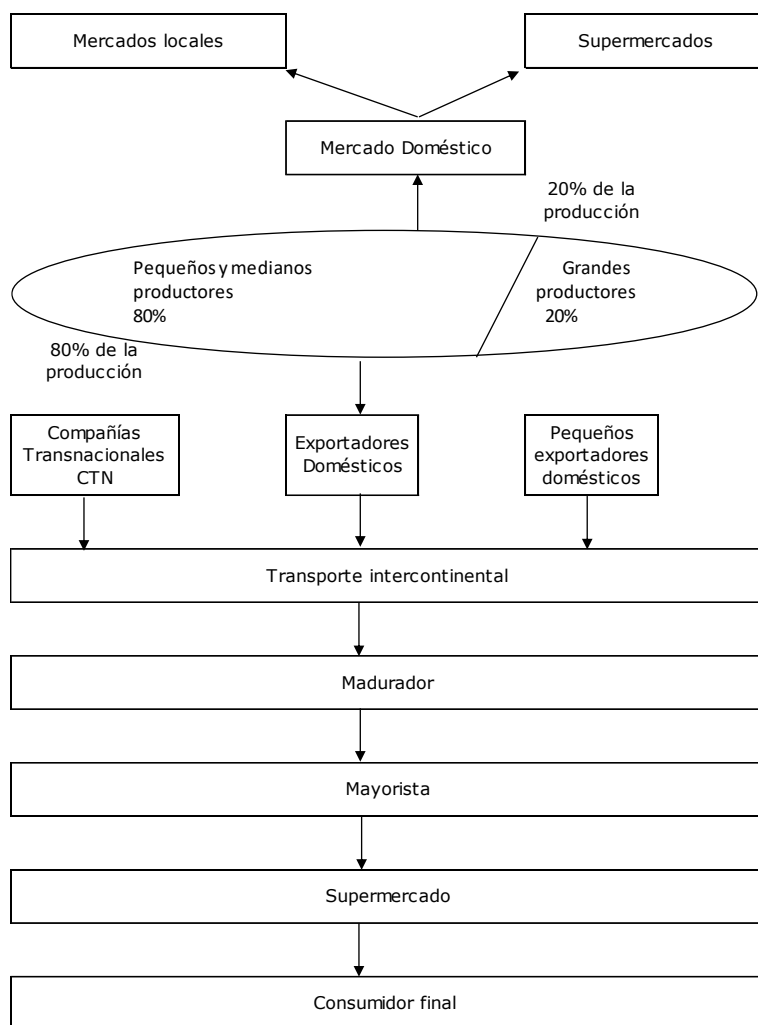 Mercados locales
Supermercados
Mercado Doméstico
20% de la
producción
Pequeños y medianos
productores
80%
Grandes
productores
20%
80% de la
producción
Compañías
Transnacionales
CTN
Exportadores
Domésticos
Pequeños
exportadores
domésticos
Transporte intercontinental
Madurador
Mayorista
Supermercado
Consumidor final